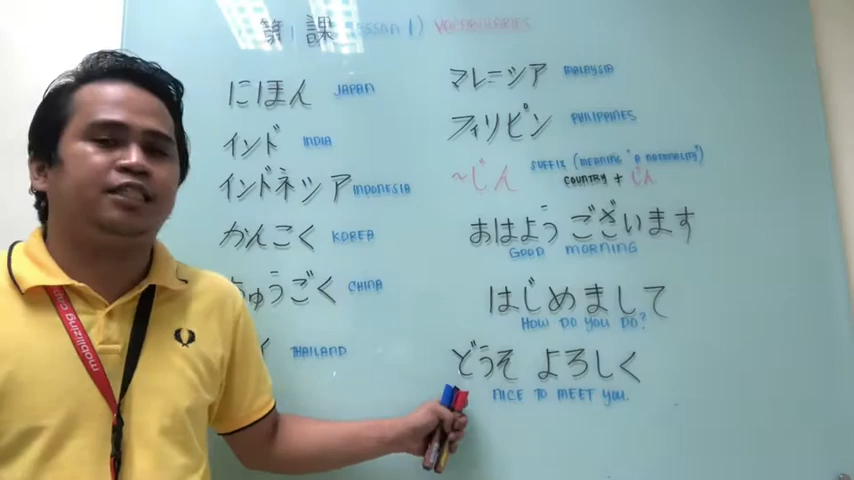 第1課 Lesson 1) VOCABULARIES
にほん JAPAN
インド INDIA
インドネシア INDONESIA
かんこく KOREA
ゅうごく CHINA
THAILAND
マレーシア MALAYSIA
フィリピン PHILIPPINES
~じん SUFFIX (MEANING "A NATIONALITY")
COUNTRY + じん
おはよう ございます
GOOD MORNING
はじめまして
HOW DO YOU DO?
どうぞ よろしく
NICE TO MEET YOU.
mobilizing